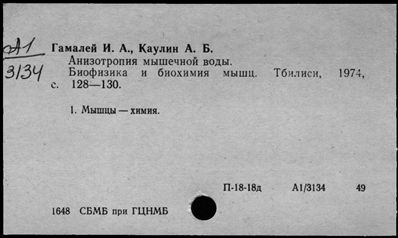 А1
3134
Гамалей И. А., Каулин А. Б.
Анизотропия мышечной воды.
Биофизика и биохимия мышц. Тбилиси, 1974,
с. 128—130.
1. Мышцы — химия.
П-18-18д А1/3134 49
1648 СБМБ при ГЦНМБ